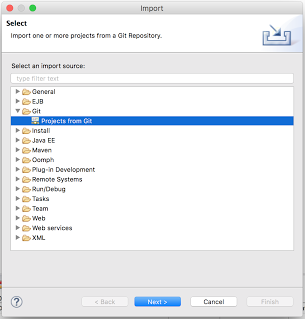 Import
Select
Import one or more projects from a Git Repository.
Select an import source:
type filter text
General
EJB
Git
Projects from Git
Install
Java EE
Maven
Oomph
Plug-in Development
Remote Systems
Run/Debug
Tasks
Team
Web
Web services
XML
?
< Back
Next >
Cancel
Finish